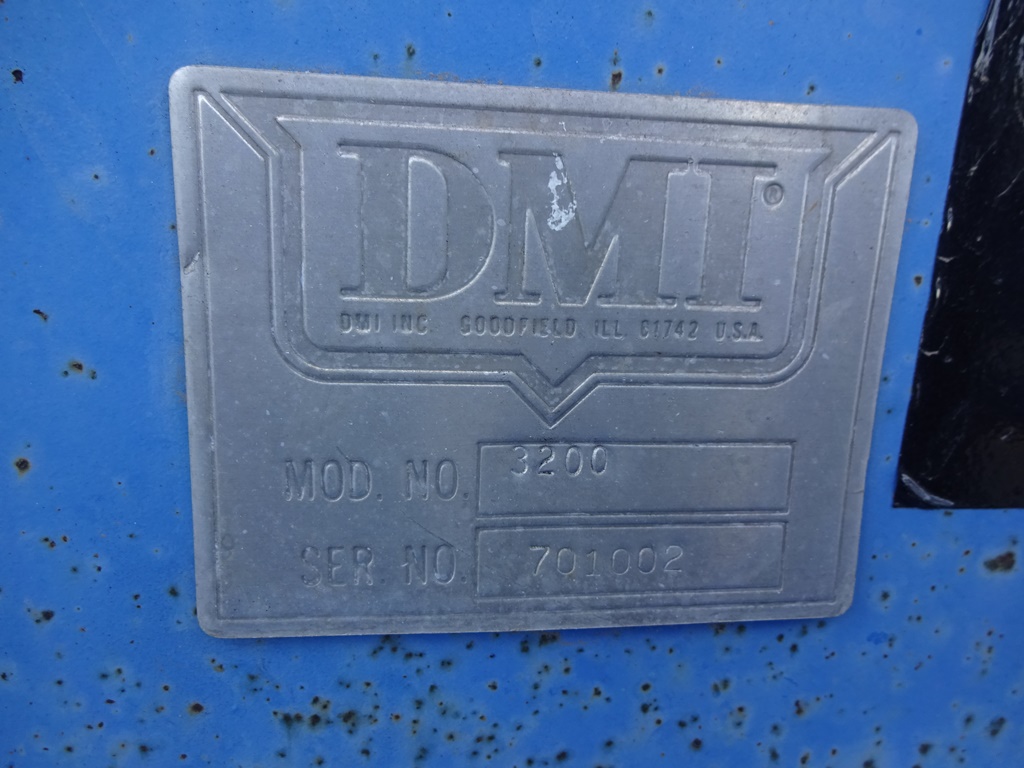 DMI®
DMI INC. GOODFIELD, ILL. 61742 U.S.A.
MOD. NO. 3200
SER. NO. 701002